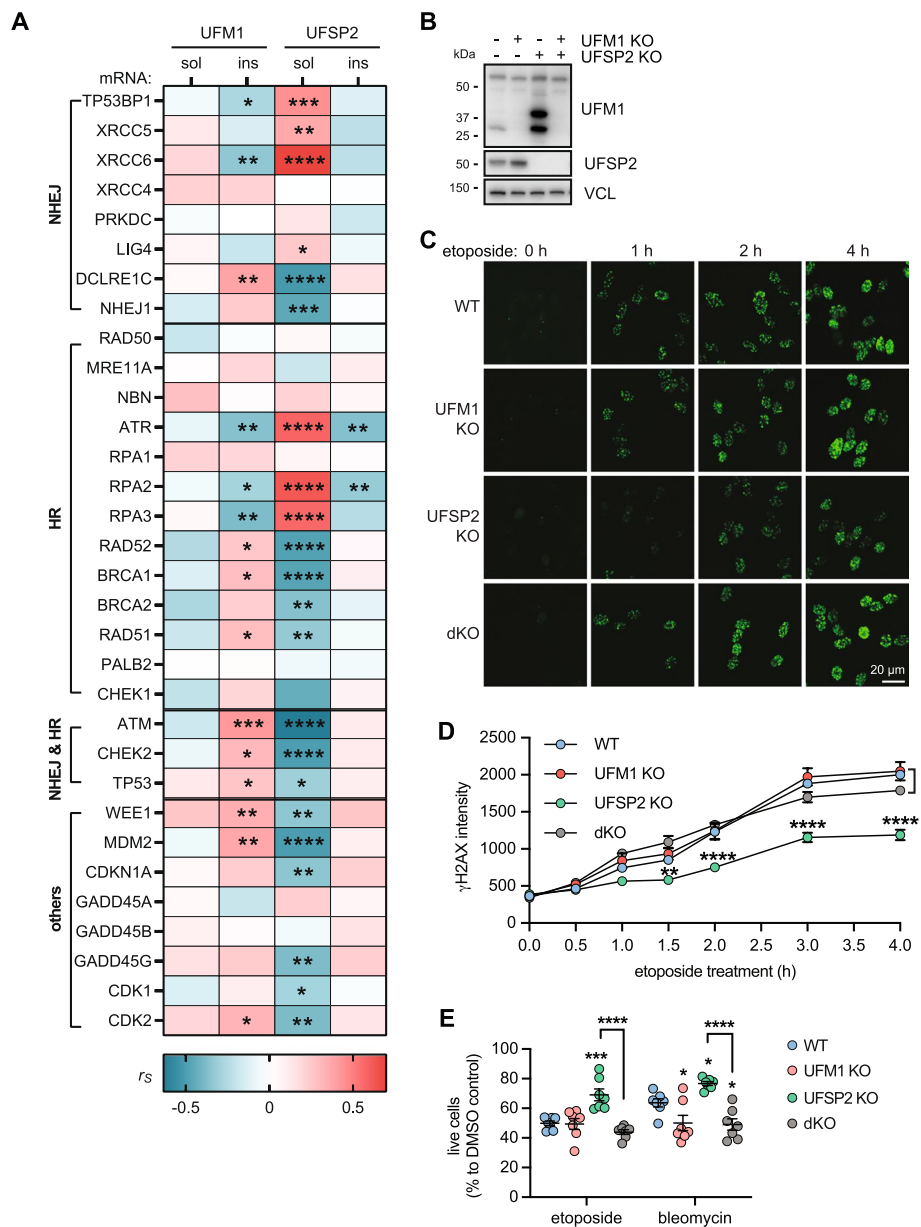 A
UFM1 UFSP2
mRNA: sol ins sol ins
NHEJ
TP53BP1 * ***
XRCC5 **
XRCC6 ** ****
XRCC4
PRKDC
LIG4 *
DCLRE1C ** ****
NHEJ1 ***
HR
RAD50
MRE11A
NBN
ATR ** **** **
RPA1
RPA2 * **** **
RPA3 ** ****
RAD52 * ****
BRCA1 * ****
BRCA2 **
RAD51 * **
PALB2
CHEK1
NHEJ & HR
ATM *** ****
CHEK2 * ****
TP53 * *
others
WEE1 ** **
MDM2 ** ****
CDKN1A **
GADD45A
GADD45B
GADD45G **
CDK1 *
CDK2 * **
rS
-0.5 0 0.5
B
- + - + UFM1 KO
kDa - - + + UFSP2 KO
50
37
25
UFM1
50
UFSP2
150
VCL
C
etoposide: 0 h 1 h 2 h 4 h
WT
UFM1
KO
UFSP2
KO
dKO
20 µm
D
γH2AX intensity
2500
2000
1500
1000
500
0
WT
UFM1 KO
UFSP2 KO
dKO
** **** **** ****
0.0 0.5 1.0 1.5 2.0 2.5 3.0 3.5 4.0
etoposide treatment (h)
E
live cells
(% to DMSO control)
100
80
60
40
20
0
**** ****
*** * * *
etoposide bleomycin
WT
UFM1 KO
UFSP2 KO
dKO